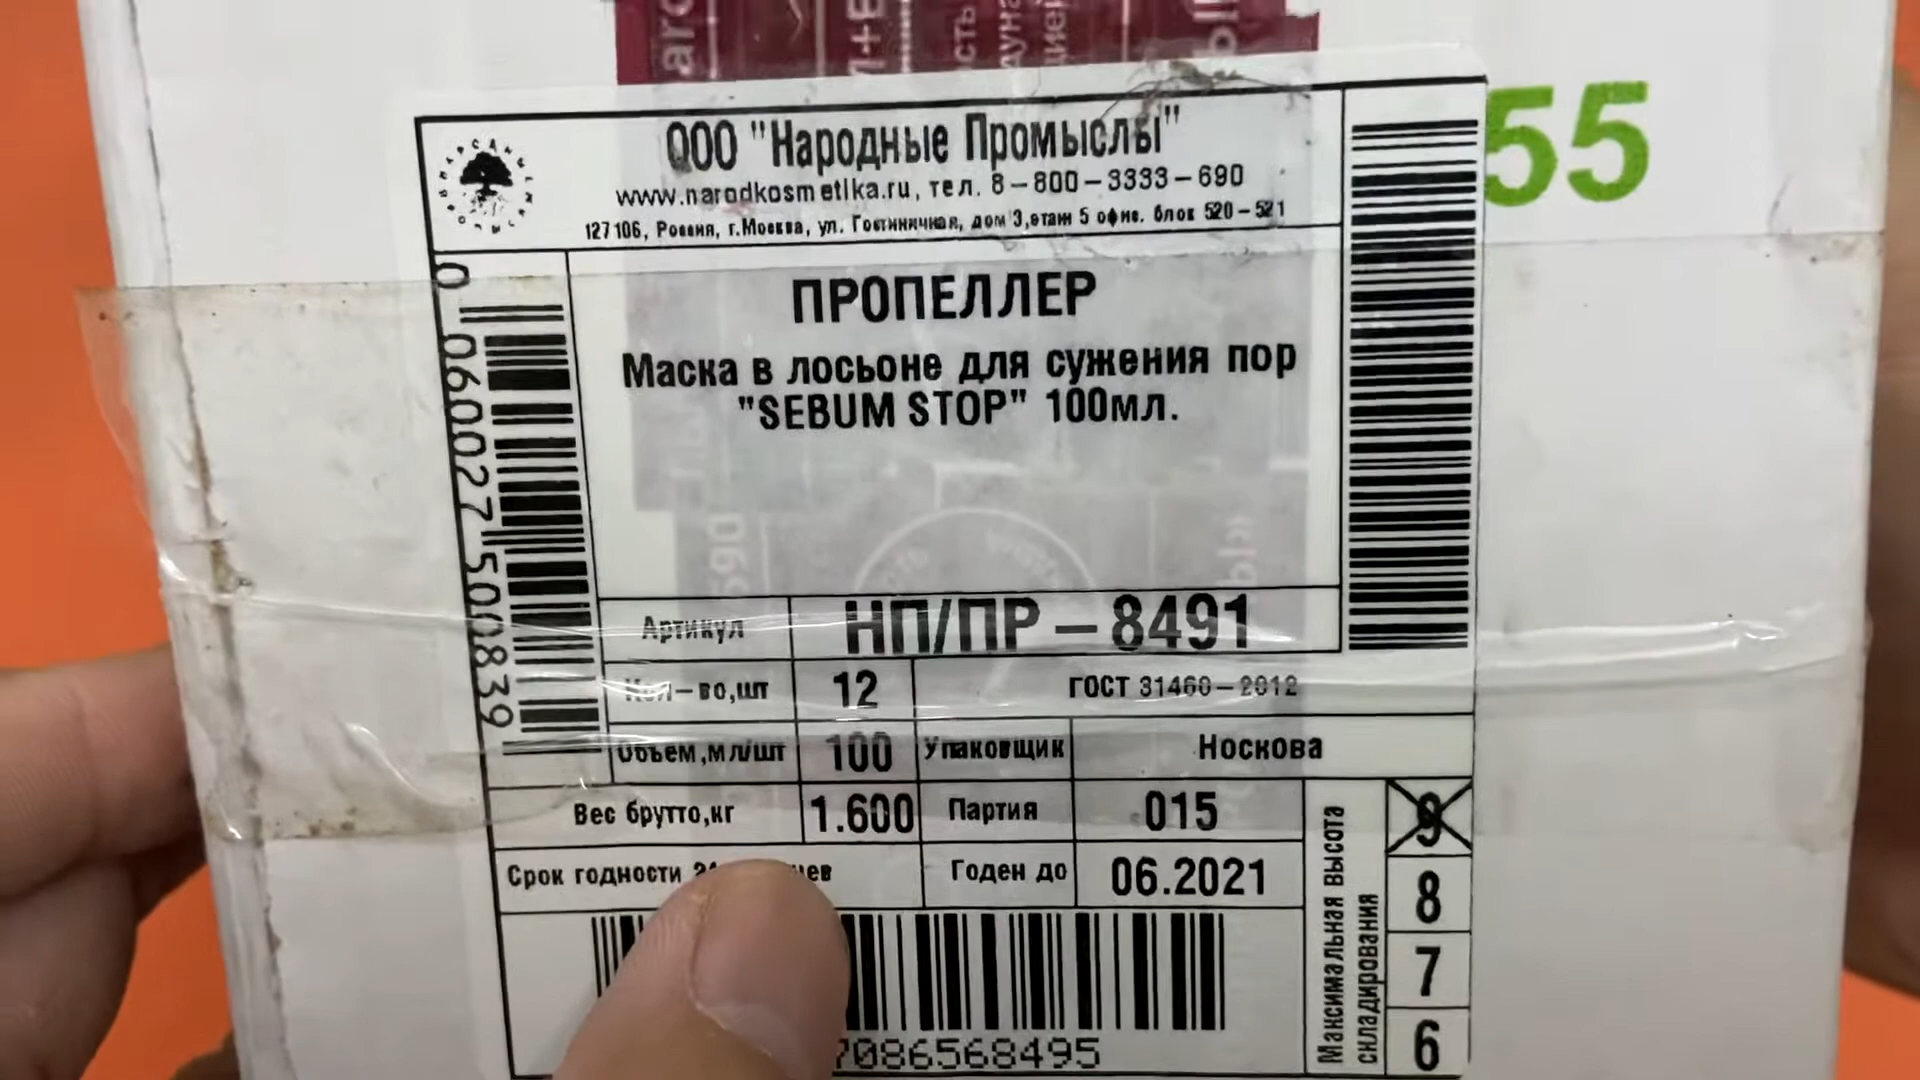 55
ООО "Народные Промыслы"
www.narodkosmetika.ru, тел. 8-800-3333-690
127106, Россия, г.Москва, ул. Гостиничная, дом 3,этаж 5 офис. блок 520-521
0 060027 500839
ПРОПЕЛЛЕР
Маска в лосьоне для сужения пор
"SEBUM STOP" 100мл.
Артикул НП/ПР-8491
Кол-во,шт 12 ГОСТ 31460-2012
Объем,мл/шт 100 Упаковщик Носкова
Вес брутто,кг 1.600 Партия 015
Срок годности Годен до 06.2021
7086568495
Максимальная высота
складирования
9
8
7
6